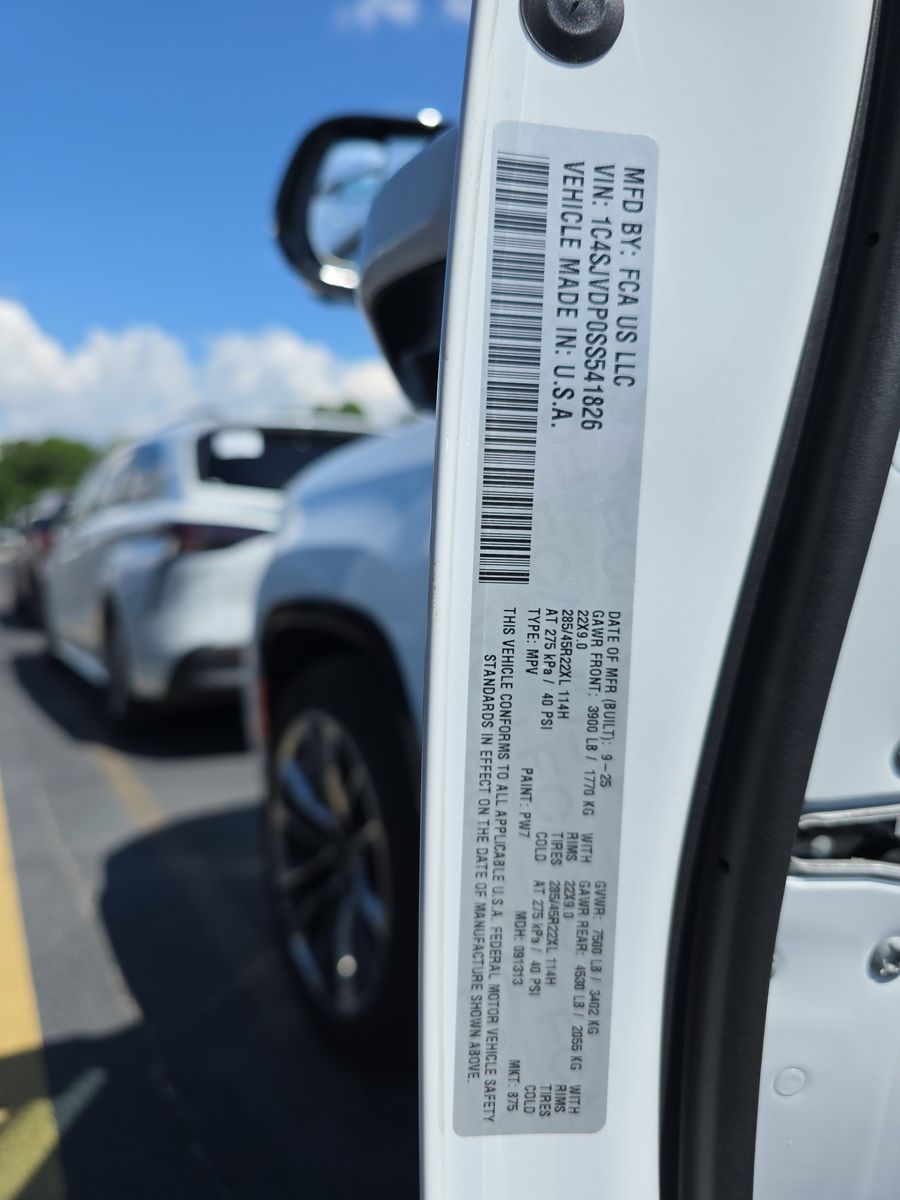 MFD BY: FCA US LLC
VIN: 1C4SJVDP0SS541826
VEHICLE MADE IN: U.S.A.
DATE OF MFR (BUILT): 9-25 GVWR: 7500 LB / 3402 KG
GAWR FRONT: 3900 LB / 1770 KG WITH GAWR REAR: 4530 LB / 2055 KG WITH
22X9.0 RIMS 22X9.0 RIMS
285/45R22XL 114H TIRES 285/45R22XL 114H TIRES
AT 275 kPa / 40 PSI COLD AT 275 kPa / 40 PSI COLD
TYPE: MPV PAINT: PW7 MDH: 091313 MKT: 875
THIS VEHICLE CONFORMS TO ALL APPLICABLE U.S.A. FEDERAL MOTOR VEHICLE SAFETY
STANDARDS IN EFFECT ON THE DATE OF MANUFACTURE SHOWN ABOVE.